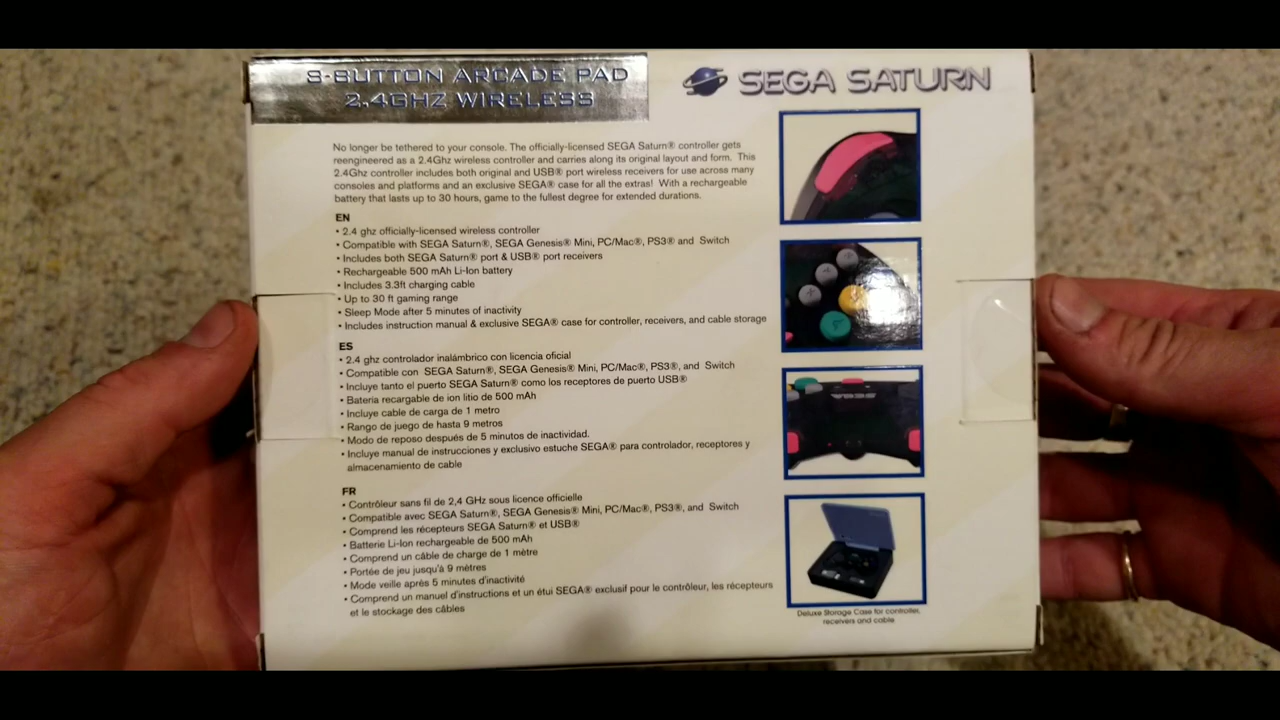 8-BUTTON ARCADE PAD
2.4GHZ WIRELESS
SEGA SATURN
No longer be tethered to your console. The officially-licensed SEGA Saturn® controller gets
reengineered as a 2.4Ghz wireless controller and carries along its original layout and form. This
2.4Ghz controller includes both original and USB® port wireless receivers for use across many
consoles and platforms and an exclusive SEGA® case for all the extras! With a rechargeable
battery that lasts up to 30 hours, game to the fullest degree for extended durations.
EN
• 2.4 ghz officially-licensed wireless controller
• Compatible with SEGA Saturn®, SEGA Genesis® Mini, PC/Mac®, PS3® and Switch
• Includes both SEGA Saturn® port & USB® port receivers
• Rechargeable 500 mAh Li-Ion battery
• Includes 3.3ft charging cable
• Up to 30 ft gaming range
• Sleep Mode after 5 minutes of inactivity
• Includes instruction manual & exclusive SEGA® case for controller, receivers, and cable storage
ES
• 2.4 ghz controlador inalámbrico con licencia oficial
• Compatible con SEGA Saturn®, SEGA Genesis® Mini, PC/Mac®, PS3®, and Switch
• Incluye tanto el puerto SEGA Saturn® como los receptores de puerto USB®
• Bateria recargable de ion litio de 500 mAh
• Incluye cable de carga de 1 metro
• Rango de juego de hasta 9 metros
• Modo de reposo después de 5 minutos de inactividad.
• Incluye manual de instrucciones y exclusivo estuche SEGA® para controlador, receptores y
almacenamiento de cable
FR
• Contrôleur sans fil de 2,4 GHz sous licence officielle
• Compatible avec SEGA Saturn®, SEGA Genesis® Mini, PC/Mac®, PS3®, and Switch
• Comprend les récepteurs SEGA Saturn® et USB®
• Batterie Li-Ion rechargeable de 500 mAh
• Comprend un câble de charge de 1 mètre
• Portée de jeu jusqu'à 9 mètres
• Mode veille après 5 minutes d'inactivité
• Comprend un manuel d'instructions et un étui SEGA® exclusif pour le contrôleur, les récepteurs
et le stockage des câbles
Deluxe Storage Case for controller,
receivers and cable